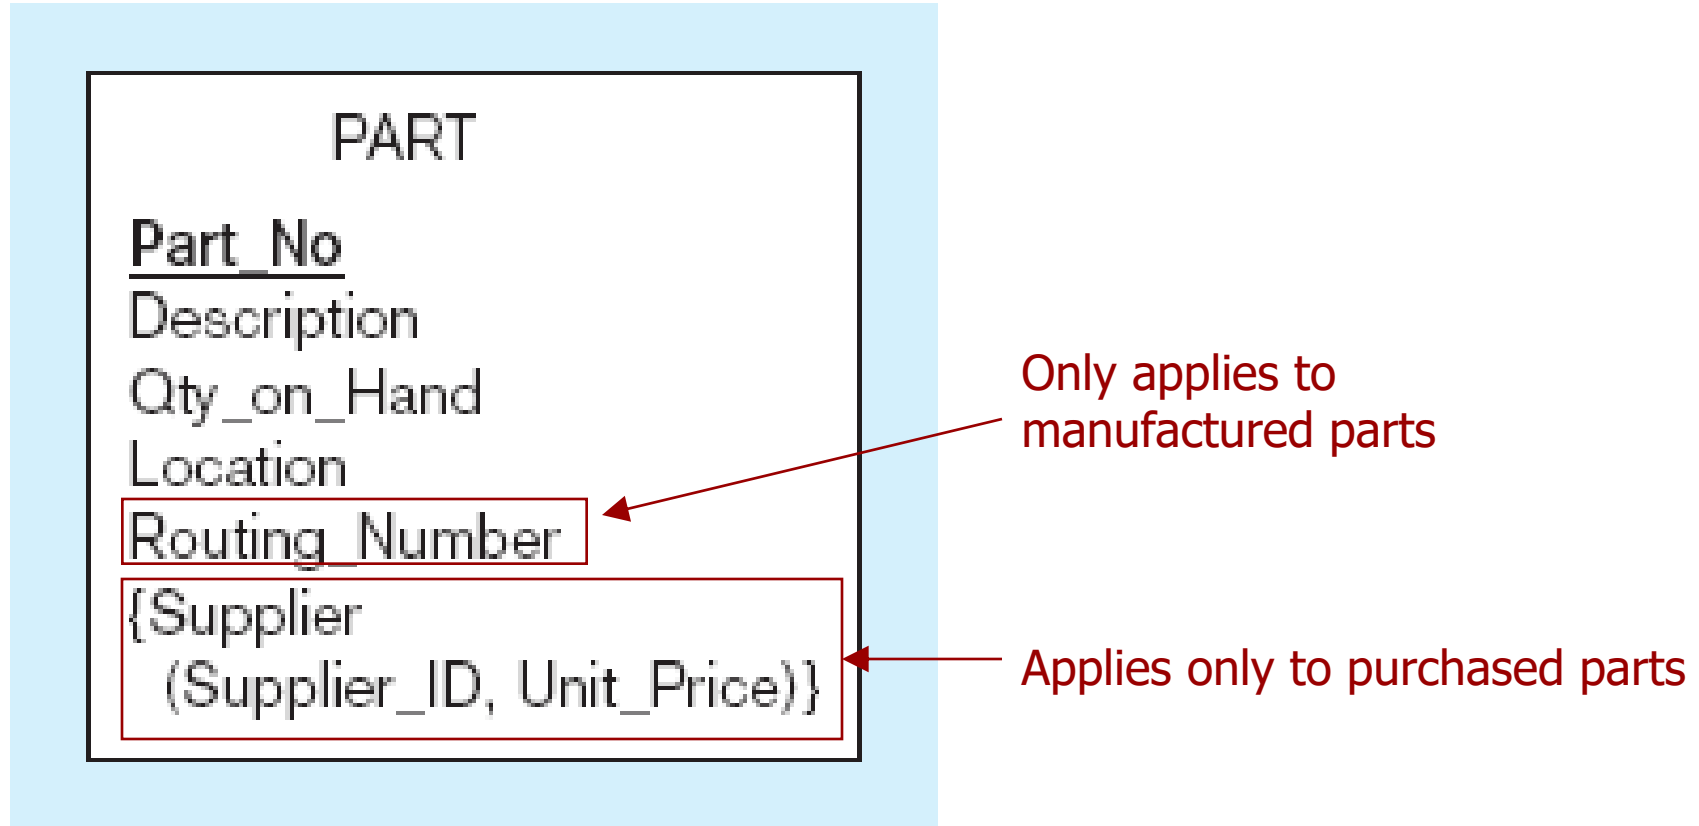 PART
Part_No
Description
Qty_on_Hand
Location
Routing_Number
{Supplier
(Supplier_ID, Unit_Price)}
Only applies to
manufactured parts
Applies only to purchased parts